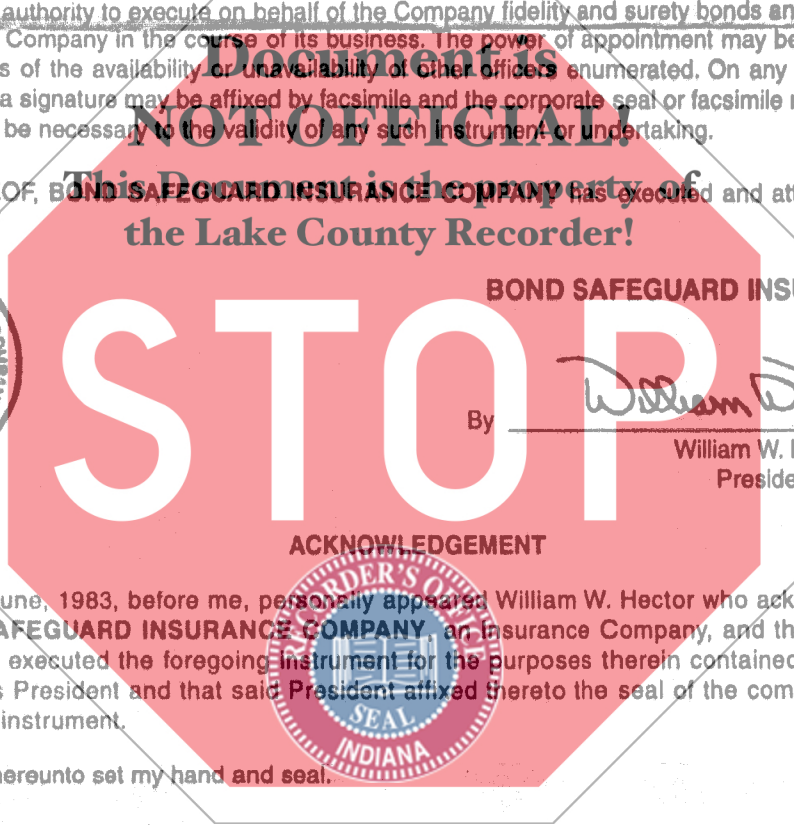 authority to execute on behalf of the Company fidelity and surety bonds an
Company in the course of its business. The power of appointment may be
s of the availability or unavailability of other officers enumerated. On any
a signature may be affixed by facsimile and the corporate seal or facsimile
be necessary to the validity of any such instrument or undertaking.
Document is
NOT OFFICIAL!
This Document is the property of
the Lake County Recorder!
OF, BOND SAFEGUARD INSURANCE COMPANY has executed and at
BOND SAFEGUARD INSU
STOP
By William W.
William W.
Preside
ACKNOWLEDGEMENT
une, 1983, before me, personally appeared William W. Hector who ack
AFEGUARD INSURANCE COMPANY an Insurance Company, and th
executed the foregoing instrument for the purposes therein contained
s President and that said President affixed thereto the seal of the com
instrument.
hereunto set my hand and seal.
RECORDER'S OFFICE
SEAL
INDIANA